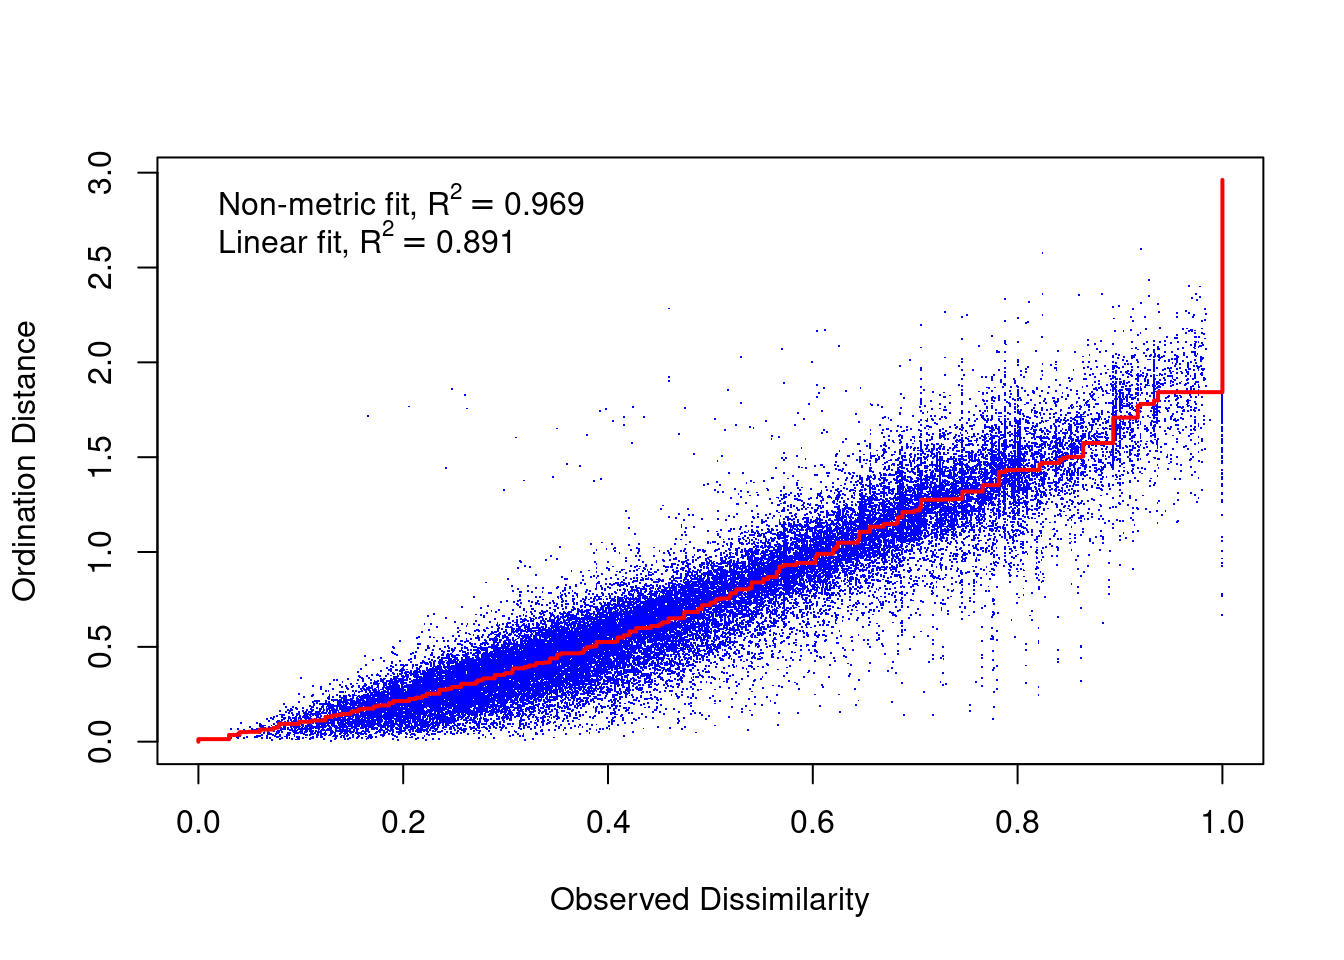 Non-metric fit, R² = 0.969
Linear fit, R² = 0.891
Ordination Distance
3.0
2.5
2.0
1.5
1.0
0.5
0.0
0.0 0.2 0.4 0.6 0.8 1.0
Observed Dissimilarity